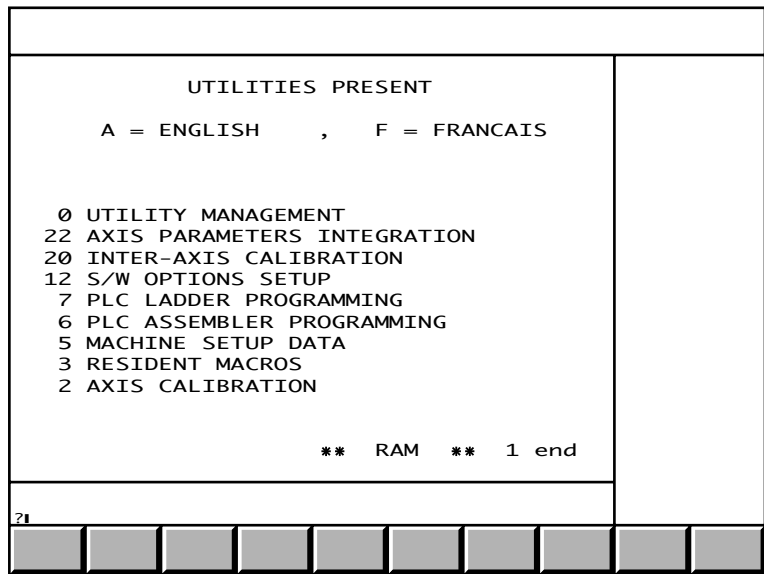 UTILITIES PRESENT
A = ENGLISH , F = FRANCAIS
0 UTILITY MANAGEMENT
22 AXIS PARAMETERS INTEGRATION
20 INTER-AXIS CALIBRATION
12 S/W OPTIONS SETUP
7 PLC LADDER PROGRAMMING
6 PLC ASSEMBLER PROGRAMMING
5 MACHINE SETUP DATA
3 RESIDENT MACROS
2 AXIS CALIBRATION
** RAM ** 1 end
?